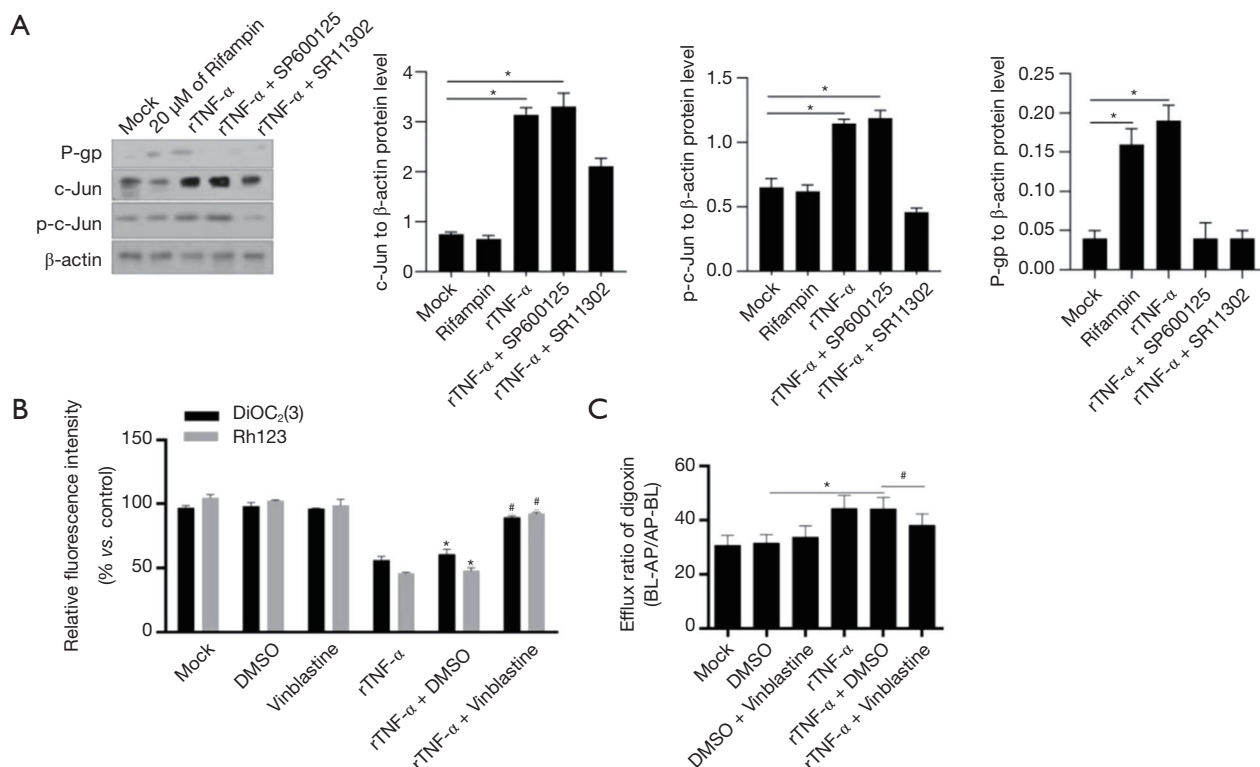 A
Mock
20 µM of Rifampin
rTNF-α
rTNF-α + SP600125
rTNF-α + SR11302
P-gp
c-Jun
p-c-Jun
β-actin
c-Jun to β-actin protein level
4
3
2
1
0
*
*
Mock
Rifampin
rTNF-α
rTNF-α + SP600125
rTNF-α + SR11302
p-c-Jun to β-actin protein level
1.5
1.0
0.5
0.0
*
*
Mock
Rifampin
rTNF-α
rTNF-α + SP600125
rTNF-α + SR11302
P-gp to β-actin protein level
0.25
0.20
0.15
0.10
0.05
0.00
*
*
Mock
Rifampin
rTNF-α
rTNF-α + SP600125
rTNF-α + SR11302
B
DiOC₂(3)
Rh123
Relative fluorescence intensity
(% vs. control)
150
100
50
0
*
*
#
#
Mock
DMSO
Vinblastine
rTNF-α
rTNF-α + DMSO
rTNF-α + Vinblastine
C
Efflux ratio of digoxin
(BL-AP/AP-BL)
60
40
20
0
*
#
Mock
DMSO
DMSO + Vinblastine
rTNF-α
rTNF-α + DMSO
rTNF-α + Vinblastine